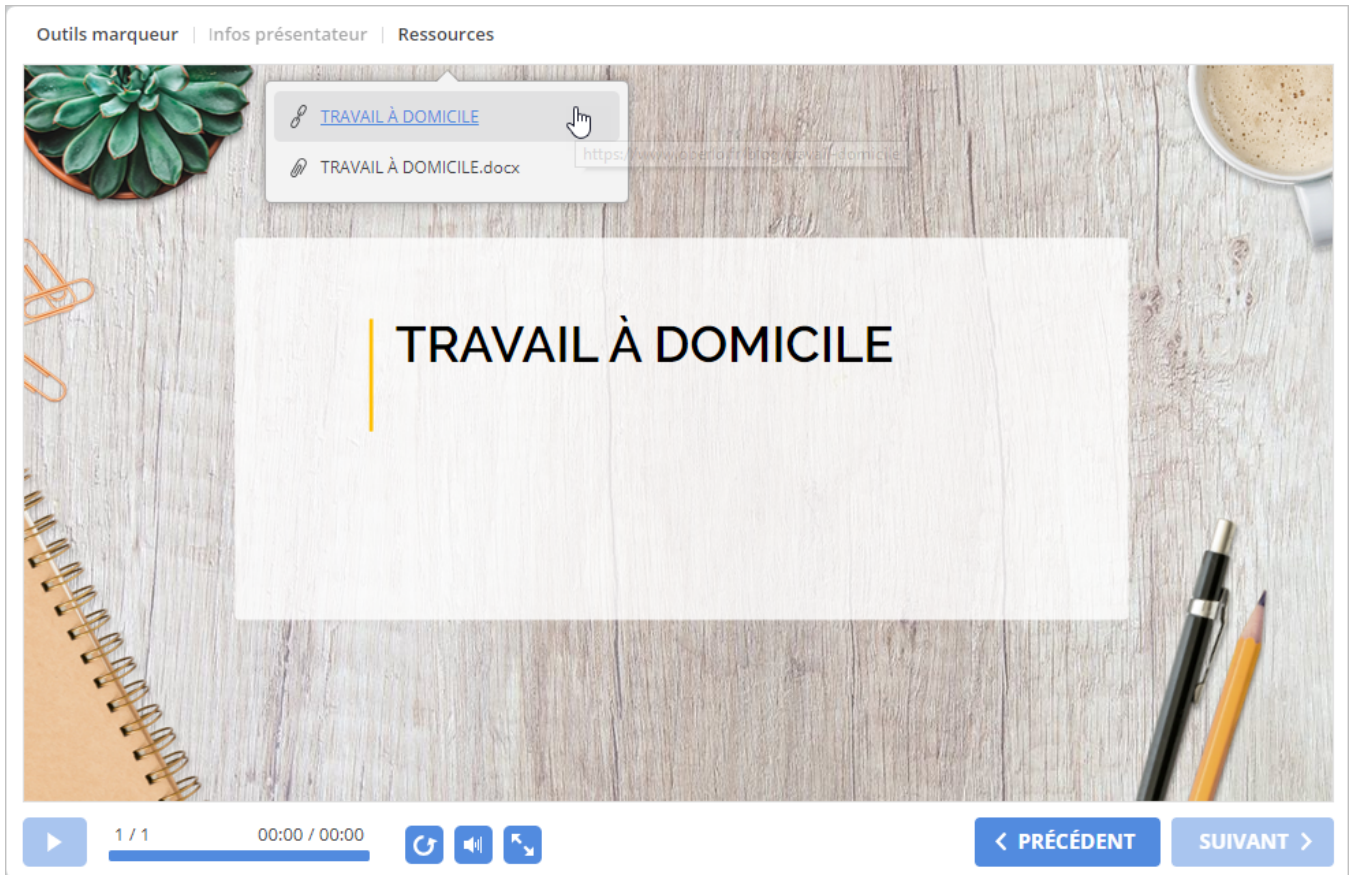 Outils marqueur | Infos présentateur | Ressources
TRAVAIL À DOMICILE
TRAVAIL À DOMICILE.docx
TRAVAIL À DOMICILE
1 / 1
00:00 / 00:00
PRÉCÉDENT
SUIVANT